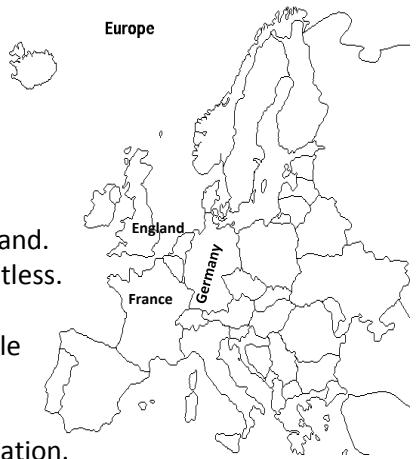 Europe
and.
England
tless.
Germany
France
le
ation.